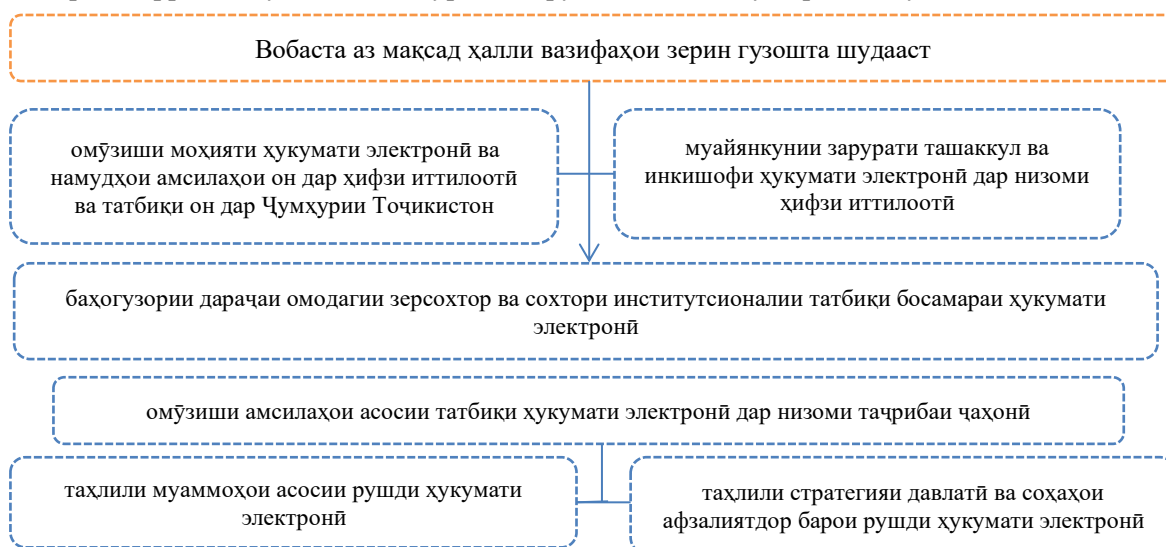 Вобаста аз мақсад ҳалли вазифаҳои зерин гузошта шудааст
омӯзиши моҳияти ҳукумати электронӣ ва
намудҳои амсилаҳои он дар ҳифзи иттилоотӣ
ва татбиқи он дар Ҷумҳурии Тоҷикистон
муайянкунии зарурати ташаккул ва
инкишофи ҳукумати электронӣ дар низоми
ҳифзи иттилоотӣ
баҳогузории дараҷаи омодагии зерсохтор ва сохтори институтсионалии татбиқи босамараи ҳукумати
электронӣ
омӯзиши амсилаҳои асосии татбиқи ҳукумати электронӣ дар низоми таҷрибаи ҷаҳонӣ
таҳлили муаммоҳои асосии рушди ҳукумати
электронӣ
таҳлили стратегияи давлатӣ ва соҳаҳои
афзалиятдор барои рушди ҳукумати электронӣ